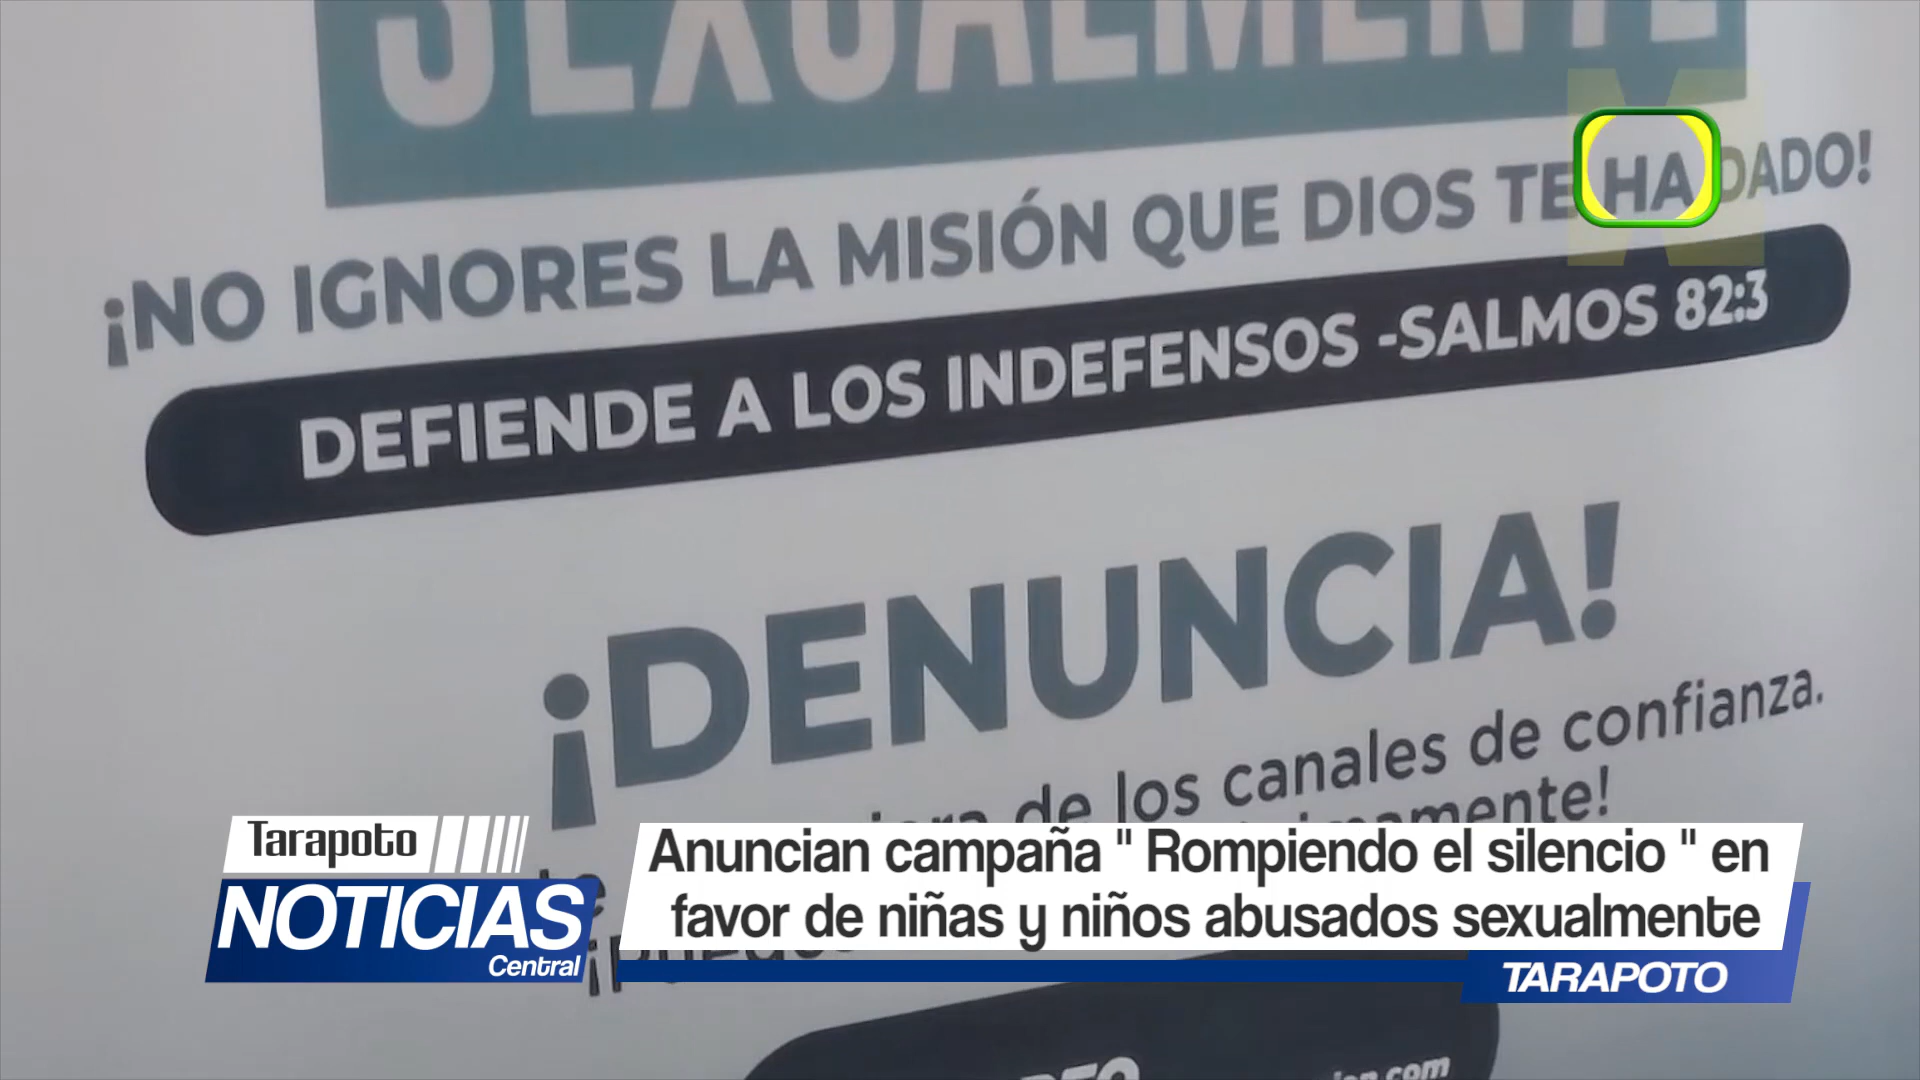 SEXUALMENTE
¡NO IGNORES LA MISIÓN QUE DIOS TE HA DADO!
DEFIENDE A LOS INDEFENSOS -SALMOS 82:3
¡DENUNCIA!
de los canales de confianza.
Tarapoto
NOTICIAS
Central
Anuncian campaña " Rompiendo el silencio " en
favor de niñas y niños abusados sexualmente
TARAPOTO